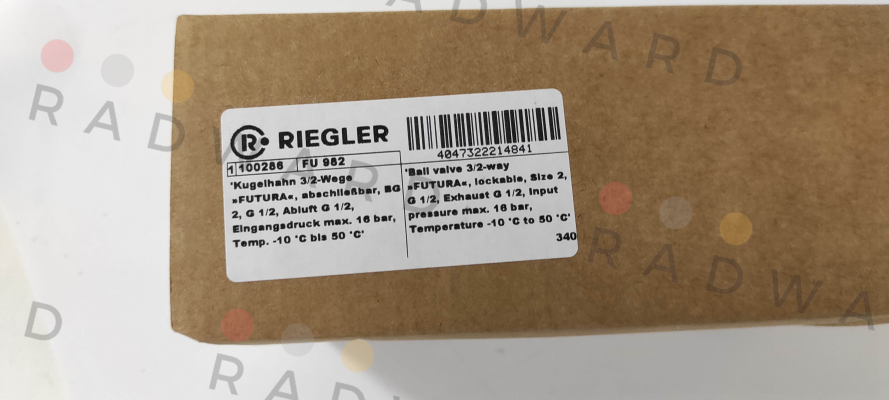 RIEGLER
4047322214841
1 100286 FU 982
'Kugelhahn 3/2-Wege
»FUTURA«, abschließbar, BG
2, G 1/2, Abluft G 1/2,
Eingangsdruck max. 16 bar,
Temp. -10 °C bis 50 °C'
'Ball valve 3/2-way
»FUTURA«, lockable, Size 2,
G 1/2, Exhaust G 1/2, Input
pressure max. 16 bar,
Temperature -10 °C to 50 °C'
340
RADWARD
RADWARD
RADWA
D
RAD